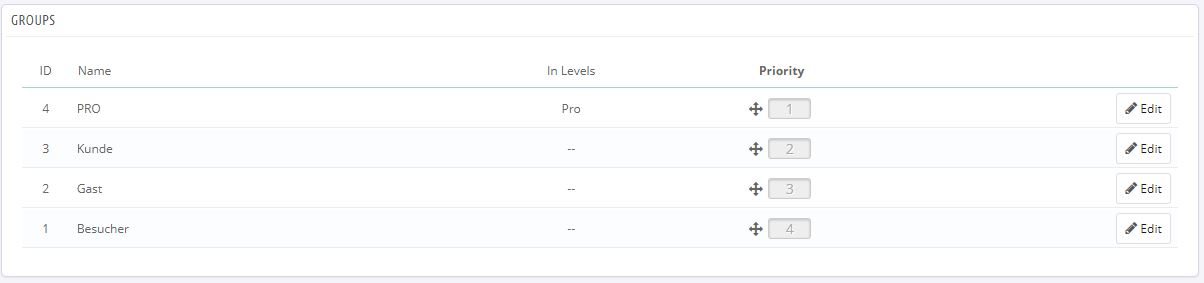 GROUPS
ID Name In Levels Priority
4 PRO Pro 1 Edit
3 Kunde -- 2 Edit
2 Gast -- 3 Edit
1 Besucher -- 4 Edit